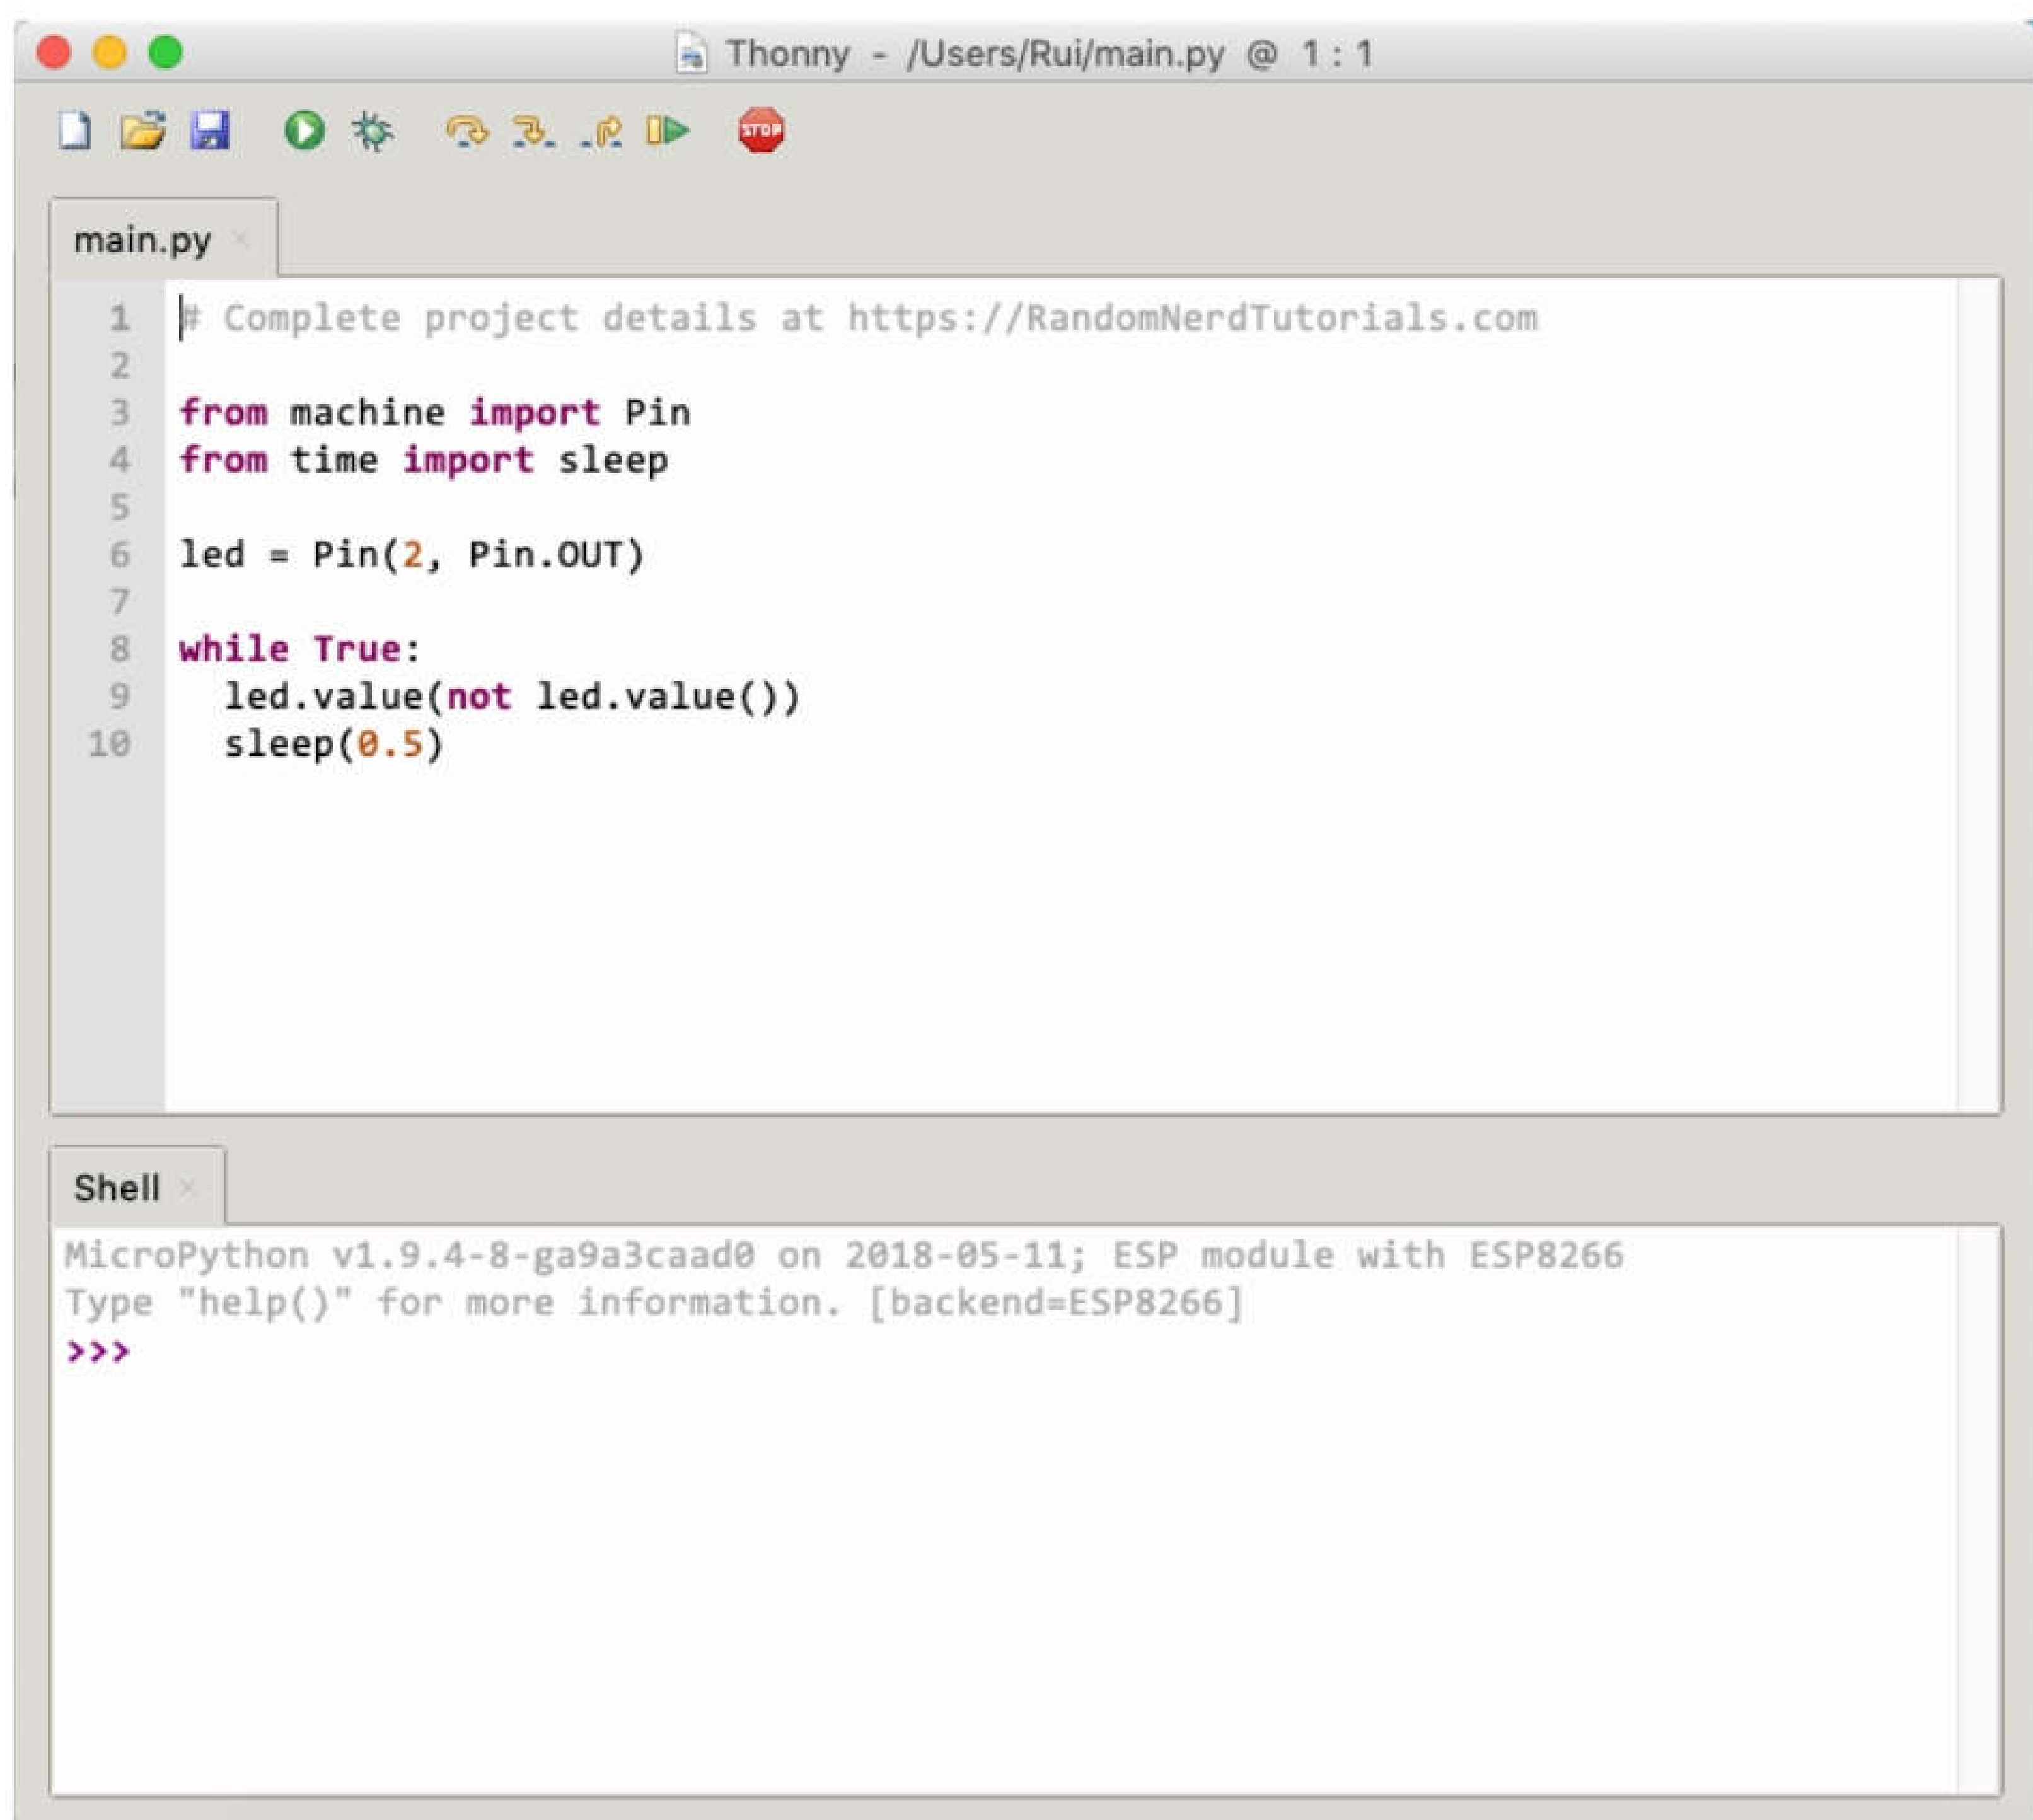 Thonny - /Users/Rui/main.py @ 1 : 1
STOP
main.py
1 # Complete project details at https://RandomNerdTutorials.com
2
3 from machine import Pin
4 from time import sleep
5
6 led = Pin(2, Pin.OUT)
7
8 while True:
9   led.value(not led.value())
10   sleep(0.5)
Shell
MicroPython v1.9.4-8-ga9a3caad0 on 2018-05-11; ESP module with ESP8266
Type "help()" for more information. [backend=ESP8266]
>>>